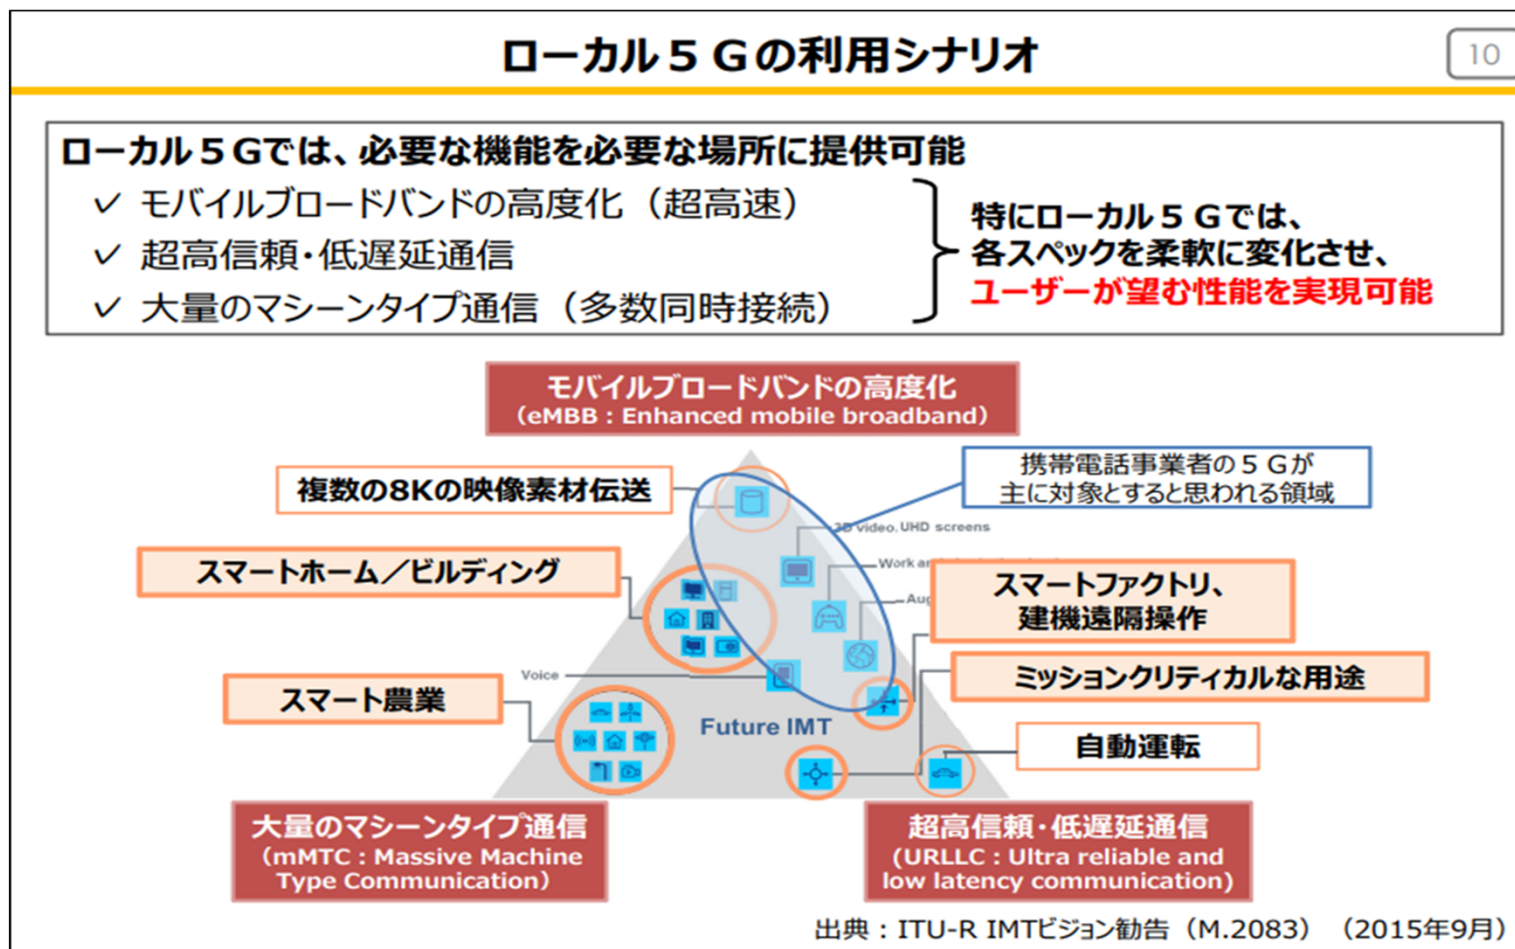 ローカル５Ｇの利用シナリオ
10
ローカル５Gでは、必要な機能を必要な場所に提供可能
✓ モバイルブロードバンドの高度化（超高速）
✓ 超高信頼・低遅延通信
✓ 大量のマシーンタイプ通信（多数同時接続）
特にローカル５Ｇでは、
各スペックを柔軟に変化させ、
ユーザーが望む性能を実現可能
モバイルブロードバンドの高度化
（eMBB：Enhanced mobile broadband）
複数の8Kの映像素材伝送
携帯電話事業者の５Ｇが
主に対象とすると思われる領域
3D video. UHD screens
スマートホーム／ビルディング
Work
スマートファクトリ、
建機遠隔操作
Voice
ミッションクリティカルな用途
スマート農業
Future IMT
自動運転
大量のマシーンタイプ通信
（mMTC：Massive Machine
Type Communication）
超高信頼・低遅延通信
（URLLC：Ultra reliable and
low latency communication)
出典：ITU-R IMTビジョン勧告（M.2083）（2015年9月）